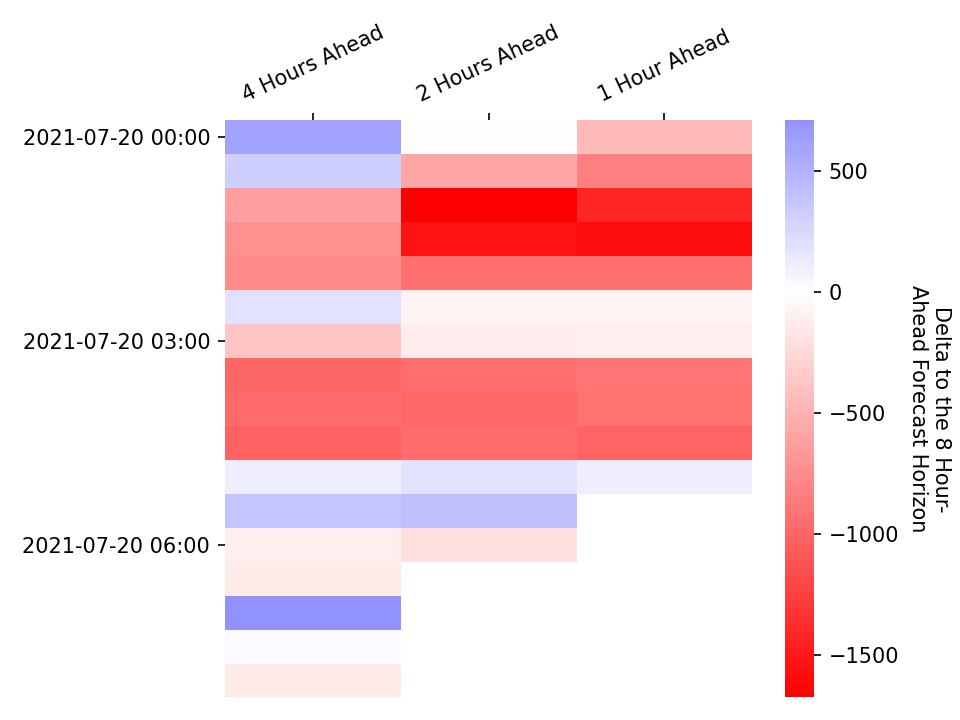 4 Hours Ahead
2 Hours Ahead
1 Hour Ahead
2021-07-20 00:00
2021-07-20 03:00
2021-07-20 06:00
500
0
−500
−1000
−1500
Delta to the 8 Hour-
Ahead Forecast Horizon